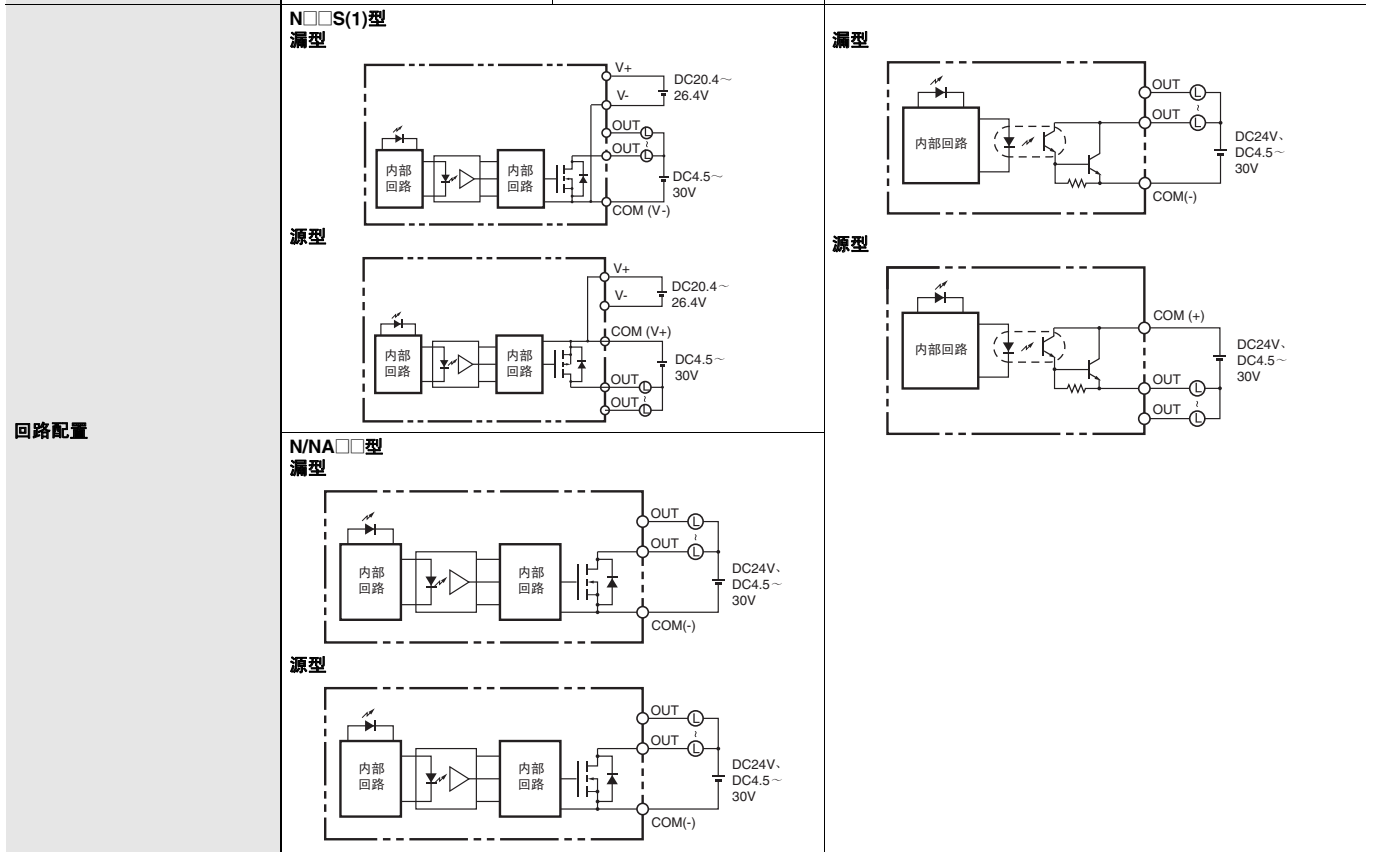 回路配置
N□□S(1)型
漏型
V+
DC20.4～
26.4V
V-
OUT L
～
OUT L
DC4.5～
30V
COM (V-)
内部
回路
内部
回路
源型
V+
DC20.4～
26.4V
V-
COM (V+)
DC4.5～
30V
OUT L
～
OUT L
内部
回路
内部
回路
N/NA□□型
漏型
OUT L
～
OUT L
DC24V、
DC4.5～
30V
COM(-)
内部
回路
内部
回路
源型
OUT L
～
OUT L
DC24V、
DC4.5～
30V
COM(-)
内部
回路
内部
回路
漏型
OUT L
～
OUT L
内部回路
DC24V、
DC4.5～
30V
COM(-)
源型
COM (+)
内部回路
DC24V、
DC4.5～
30V
OUT L
～
OUT L